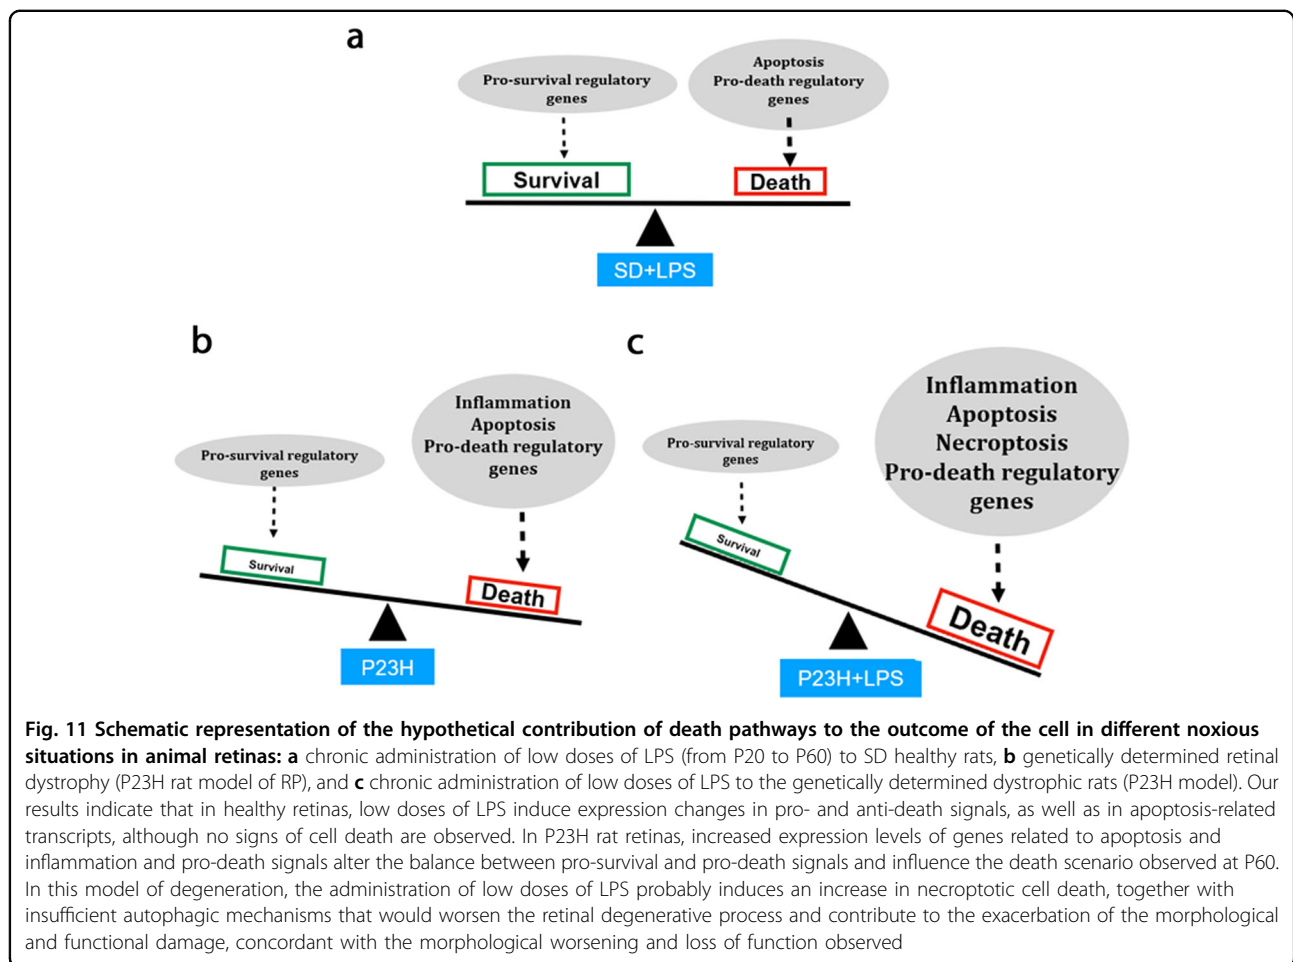 a
Pro-survival regulatory
genes
Apoptosis
Pro-death regulatory
genes
Survival
Death
SD+LPS
b
Pro-survival regulatory
genes
Inflammation
Apoptosis
Pro-death regulatory
genes
Survival
Death
P23H
c
Pro-survival regulatory
genes
Inflammation
Apoptosis
Necroptosis
Pro-death regulatory
genes
Survival
Death
P23H+LPS
Fig. 11 Schematic representation of the hypothetical contribution of death pathways to the outcome of the cell in different noxious
situations in animal retinas: a chronic administration of low doses of LPS (from P20 to P60) to SD healthy rats, b genetically determined retinal
dystrophy (P23H rat model of RP), and c chronic administration of low doses of LPS to the genetically determined dystrophic rats (P23H model). Our
results indicate that in healthy retinas, low doses of LPS induce expression changes in pro- and anti-death signals, as well as in apoptosis-related
transcripts, although no signs of cell death are observed. In P23H rat retinas, increased expression levels of genes related to apoptosis and
inflammation and pro-death signals alter the balance between pro-survival and pro-death signals and influence the death scenario observed at P60.
In this model of degeneration, the administration of low doses of LPS probably induces an increase in necroptotic cell death, together with
insufficient autophagic mechanisms that would worsen the retinal degenerative process and contribute to the exacerbation of the morphological
and functional damage, concordant with the morphological worsening and loss of function observed